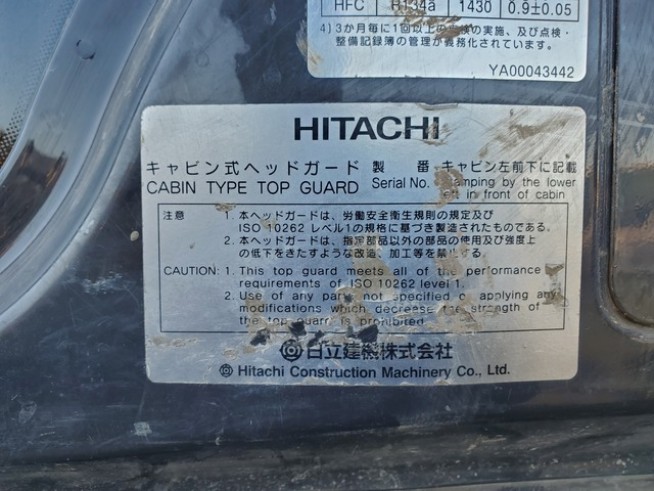 HFC R134a 1430 0.9±0.05
4) 3か月毎に1回以上の の実施、及び点検・
整備記録簿の管理が義務化されています。
YA00043442
HITACHI
キャビン式ヘッドガード 製 番 キャビン左前下に記載
CABIN TYPE TOP GUARD Serial No. tamping by the lower
in front of cabin
注意 1. 本ヘッドガードは、労働安全衛生規則の規定及び
ISO 10262 レベル1の規格に基づき製造されたものである。
2. 本ヘッドガードは、指定部品以外の部品の使用及び強度上
の低下をきたすような改造、加工等を禁止する。
CAUTION: 1. This top guard meets all of the performance
requirements of ISO 10262 level 1.
2. Use of any part not specified or applying any
modifications which decrease the strength of
the top guard is prohibited.
日立建機株式会社
Hitachi Construction Machinery Co., Ltd.